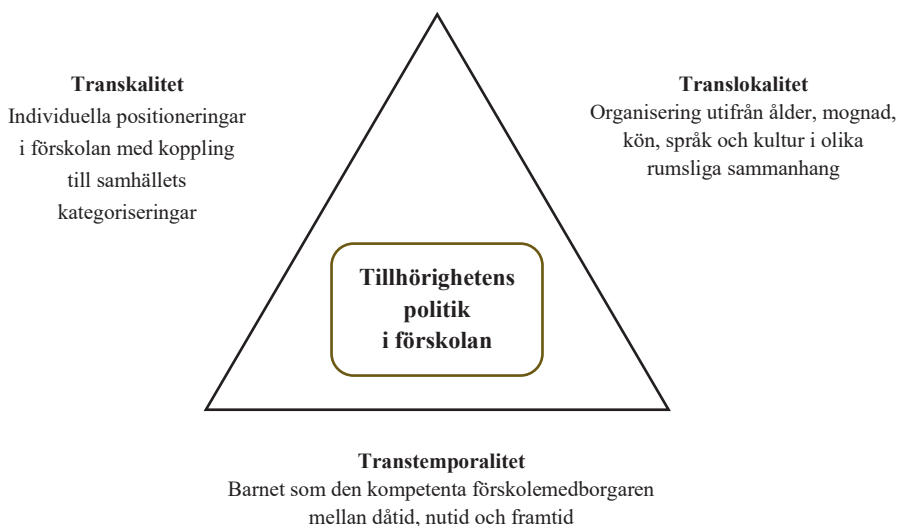 Transkalitet
Individuella positioneringar
i förskolan med koppling
till samhällets
kategoriseringar
Translokalitet
Organisering utifrån ålder, mognad,
kön, språk och kultur i olika
rumsliga sammanhang
Tillhörighetens
politik
i förskolan
Transtemporalitet
Barnet som den kompetenta förskolemedborgaren
mellan dåtid, nutid och framtid